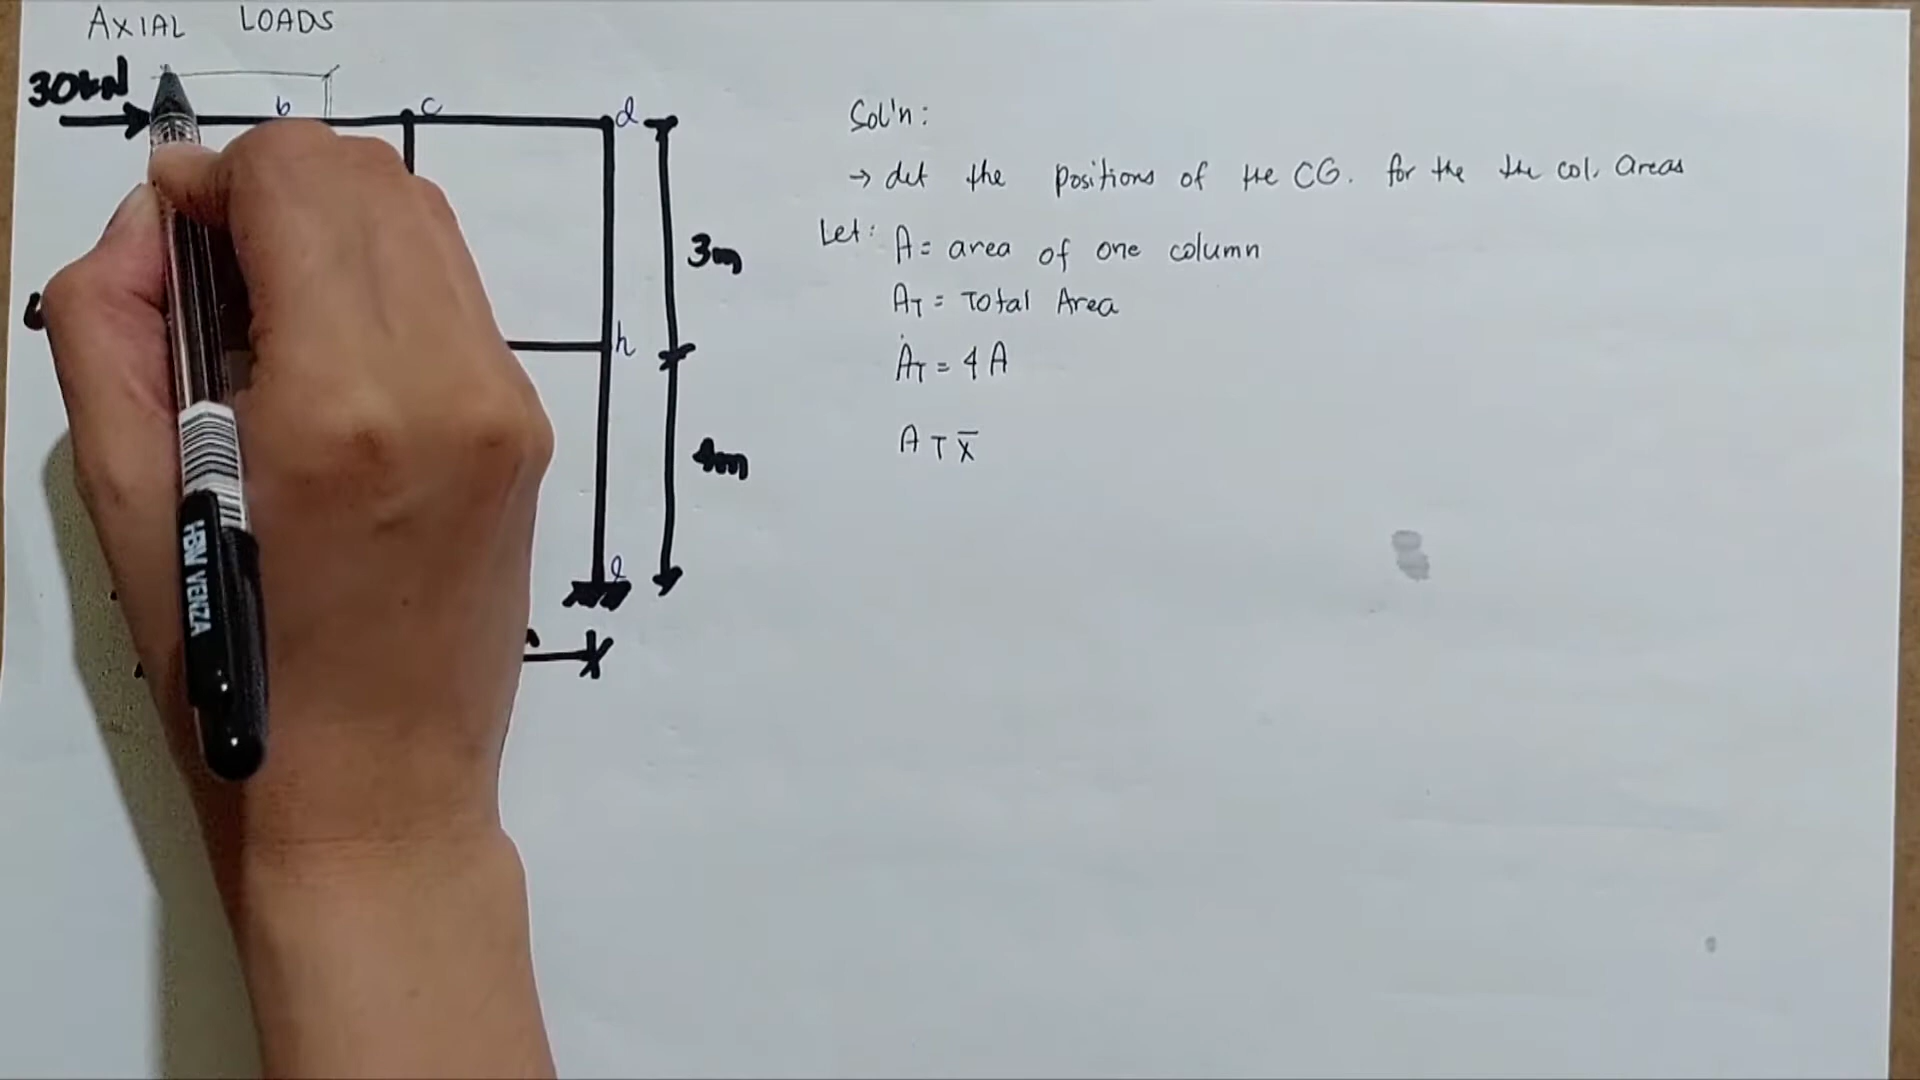 AXIAL LOADS
30kN
b
c
d
3m
h
4m
HBW VENZA
Sol'n:
→ det the positions of the CG. for the the col. areas
Let: A = area of one column
AT = Total Area
AT = 4A
AT x̅